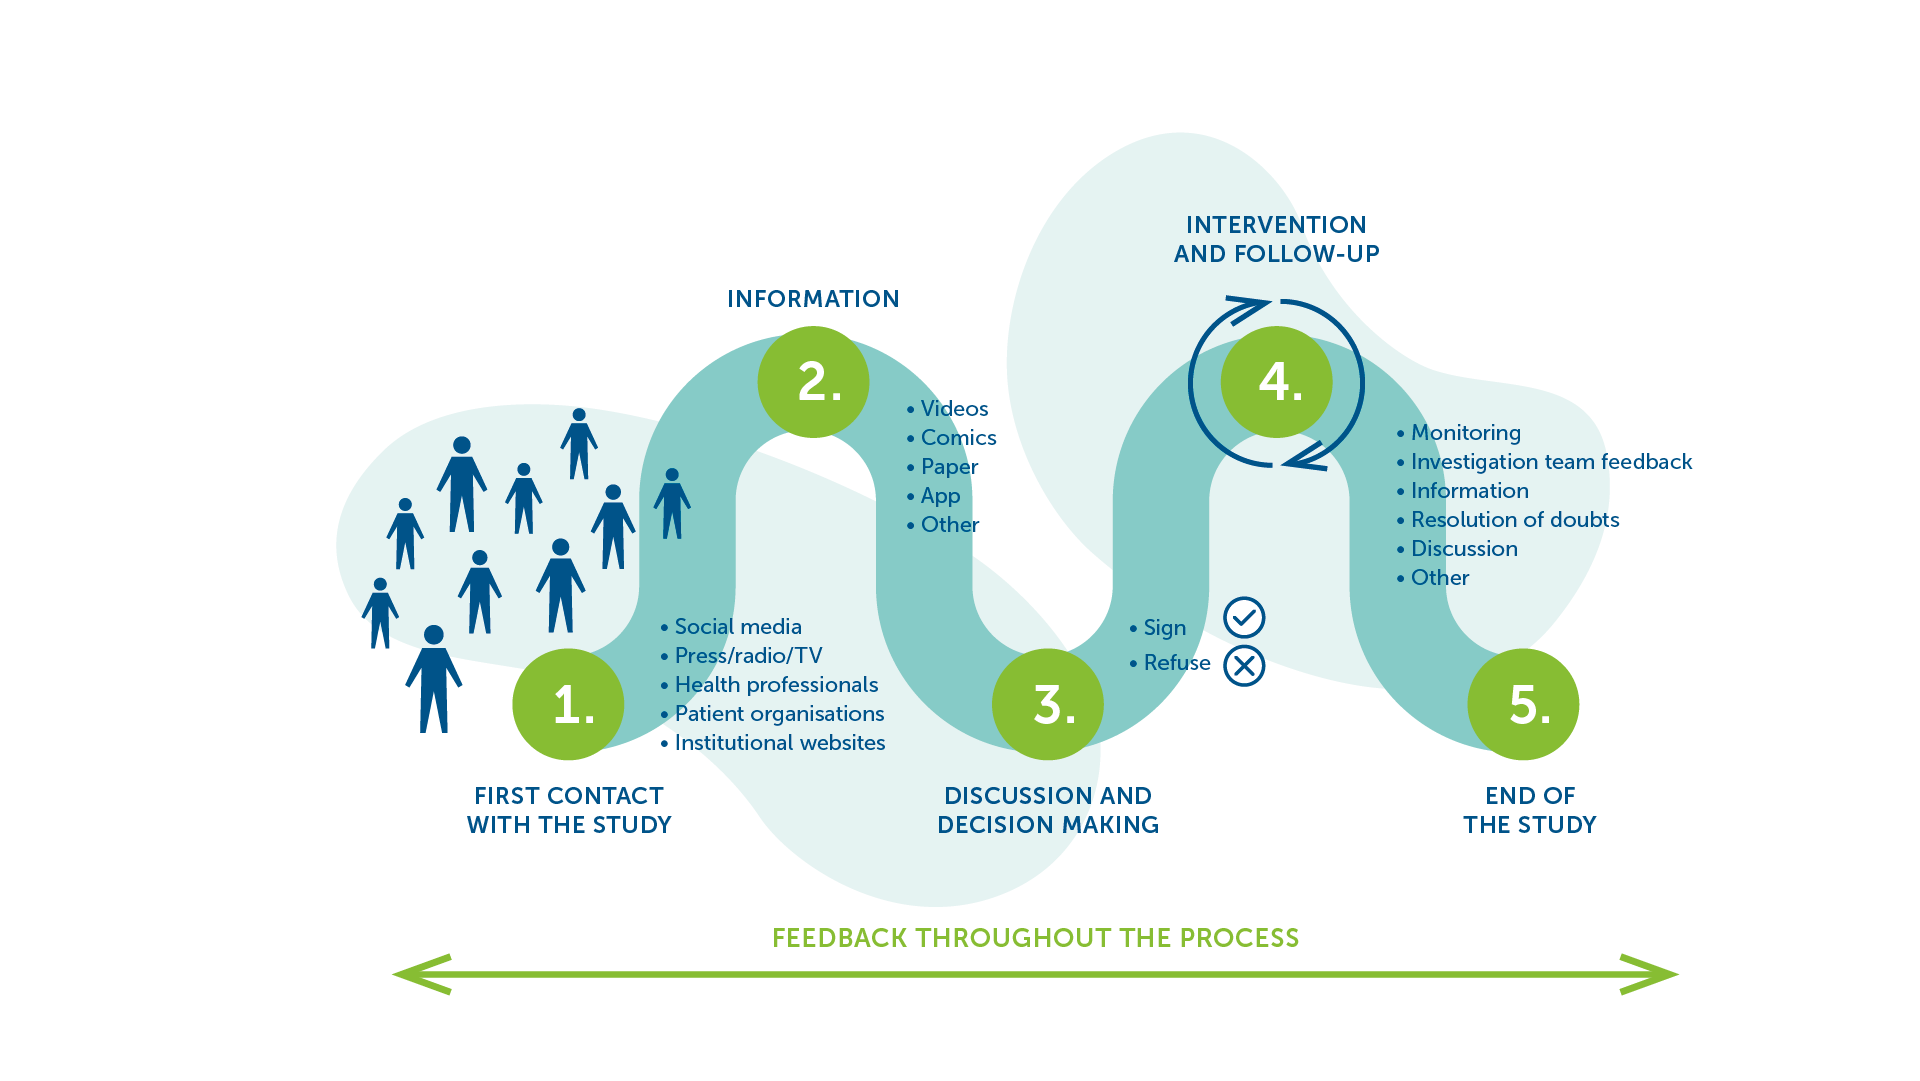 1.
FIRST CONTACT
WITH THE STUDY
• Social media
• Press/radio/TV
• Health professionals
• Patient organisations
• Institutional websites
INFORMATION
2.
• Videos
• Comics
• Paper
• App
• Other
3.
DISCUSSION AND
DECISION MAKING
• Sign
• Refuse
INTERVENTION
AND FOLLOW-UP
4.
• Monitoring
• Investigation team feedback
• Information
• Resolution of doubts
• Discussion
• Other
5.
END OF
THE STUDY
FEEDBACK THROUGHOUT THE PROCESS